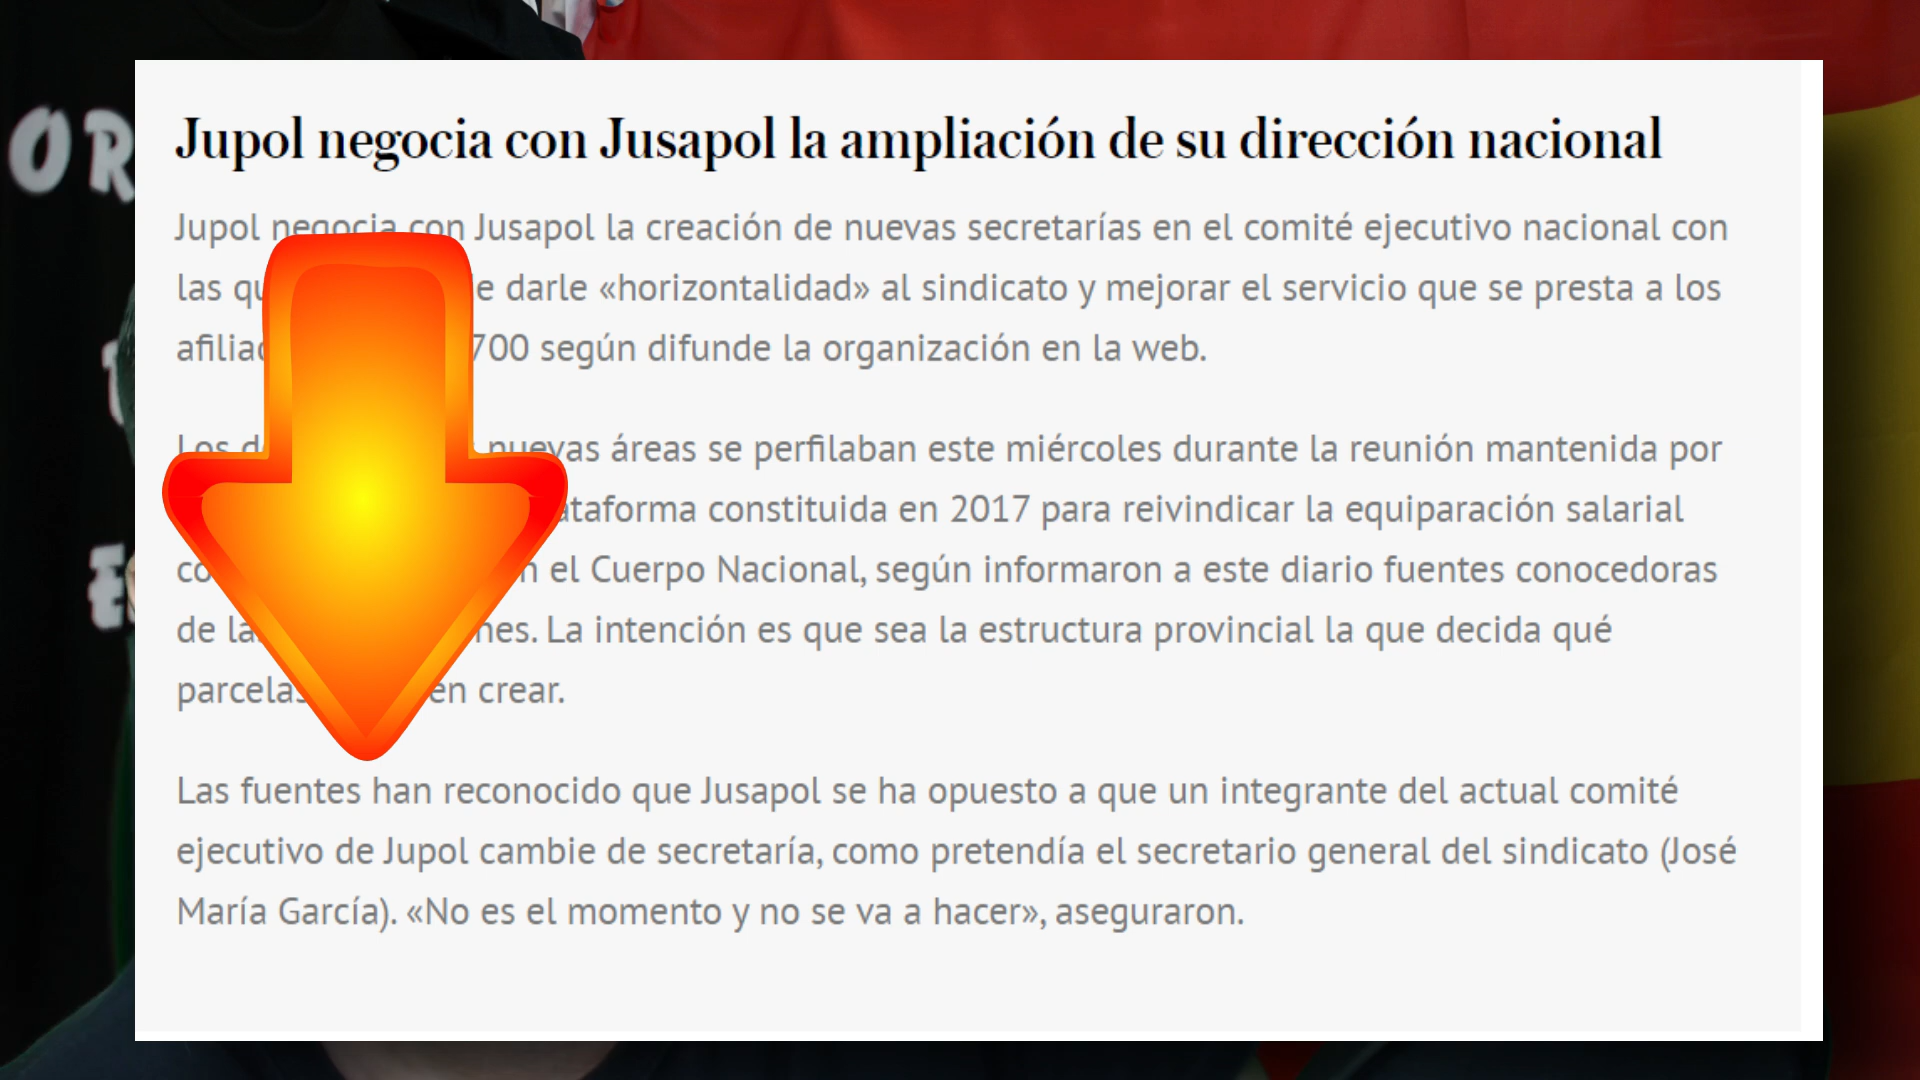 OR
Jupol negocia con Jusapol la ampliación de su dirección nacional
Jupol negocia con Jusapol la creación de nuevas secretarías en el comité ejecutivo nacional con
las darle «horizontalidad» al sindicato y mejorar el servicio que se presta a los
700 según difunde la organización en la web.
Los nuevas áreas se perfilaban este miércoles durante la reunión mantenida por
constituida en 2017 para reivindicar la equiparación salarial
el Cuerpo Nacional, según informaron a este diario fuentes conocedoras
de La intención es que sea la estructura provincial la que decida qué
crear.
Las fuentes han reconocido que Jusapol se ha opuesto a que un integrante del actual comité
ejecutivo de Jupol cambie de secretaría, como pretendía el secretario general del sindicato (José
María García). «No es el momento y no se va a hacer», aseguraron.